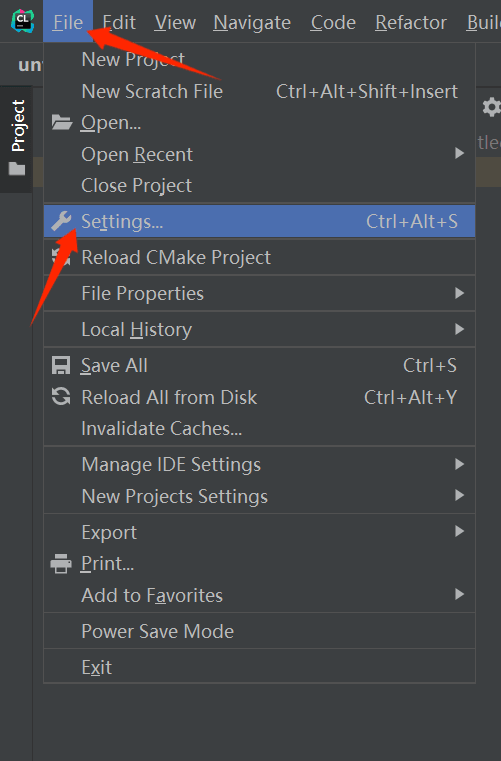 CL File Edit View Navigate Code Refactor Buil
New Project
New Scratch File Ctrl+Alt+Shift+Insert
Open...
Open Recent
Close Project
Settings... Ctrl+Alt+S
Reload CMake Project
File Properties
Local History
Save All Ctrl+S
Reload All from Disk Ctrl+Alt+Y
Invalidate Caches...
Manage IDE Settings
New Projects Settings
Export
Print...
Add to Favorites
Power Save Mode
Exit
Project